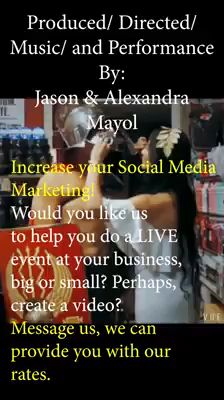 Produced/ Directed/
Music/ and Performance
By:
Jason & Alexandra
Mayol
Increase your Social Media
Marketing!
Would you like us
to help you do a LIVE
event at your business,
big or small? Perhaps,
create a video?
Message us, we can
provide you with our
rates.